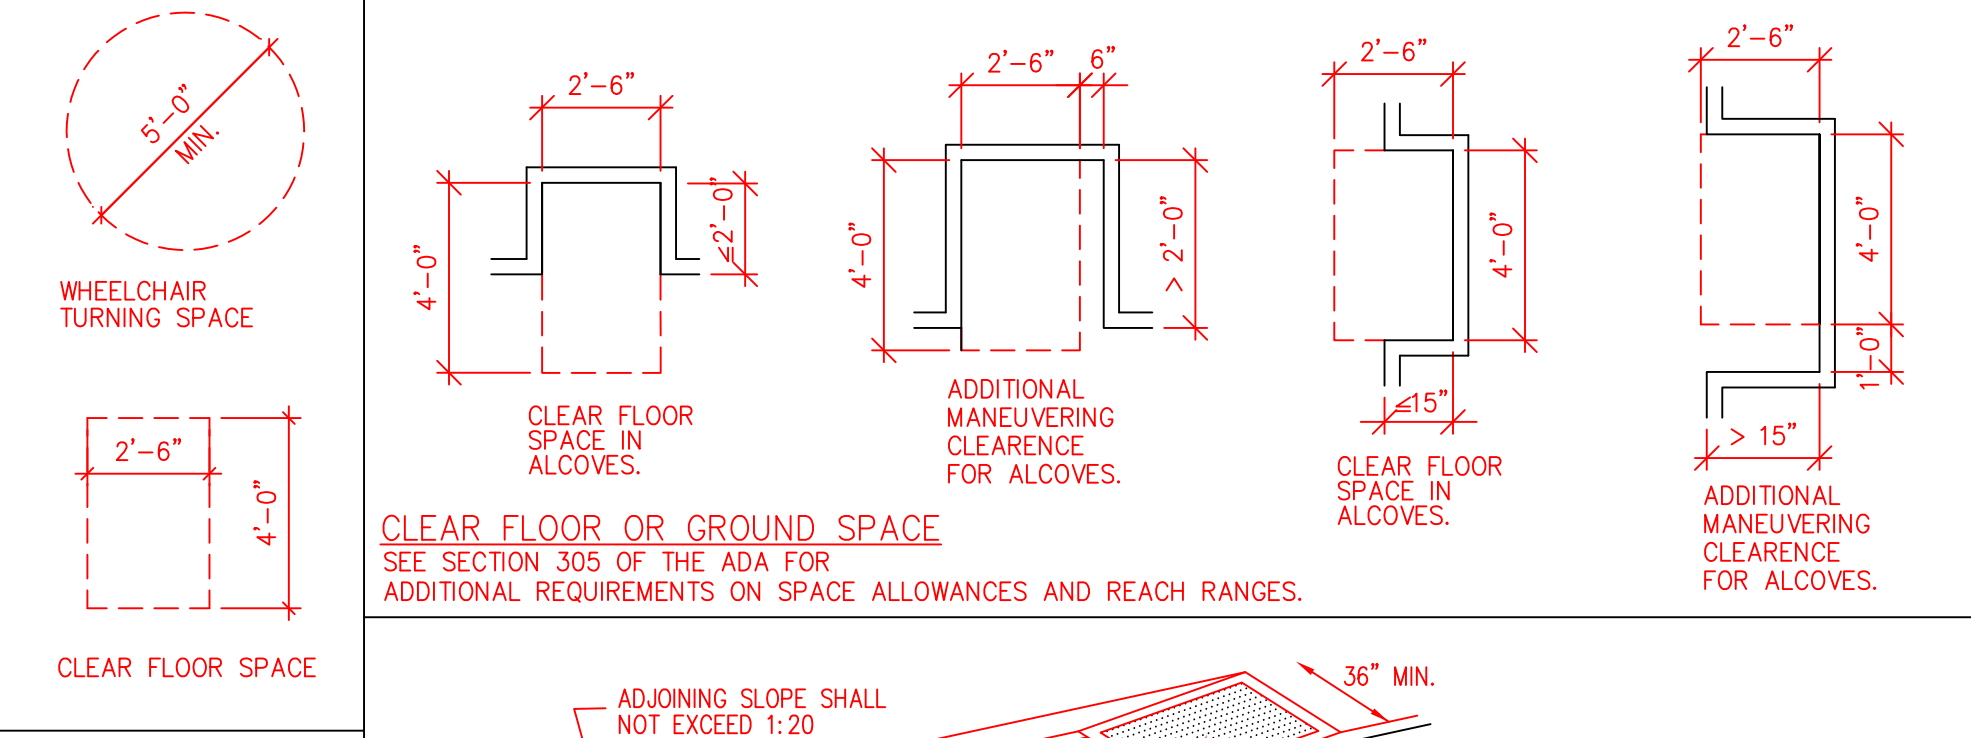 5'-0"
MIN.
WHEELCHAIR
TURNING SPACE
2'-6"
4'-0"
CLEAR FLOOR SPACE
2'-6"
4'-0"
≤2'-0"
CLEAR FLOOR
SPACE IN
ALCOVES.
2'-6"
6"
4'-0"
> 2'-0"
ADDITIONAL
MANEUVERING
CLEARENCE
FOR ALCOVES.
2'-6"
4'-0"
≤15"
CLEAR FLOOR
SPACE IN
ALCOVES.
2'-6"
4'-0"
1'-0"
> 15"
ADDITIONAL
MANEUVERING
CLEARENCE
FOR ALCOVES.
CLEAR FLOOR OR GROUND SPACE
SEE SECTION 305 OF THE ADA FOR
ADDITIONAL REQUIREMENTS ON SPACE ALLOWANCES AND REACH RANGES.
ADJOINING SLOPE SHALL
NOT EXCEED 1:20
36" MIN.